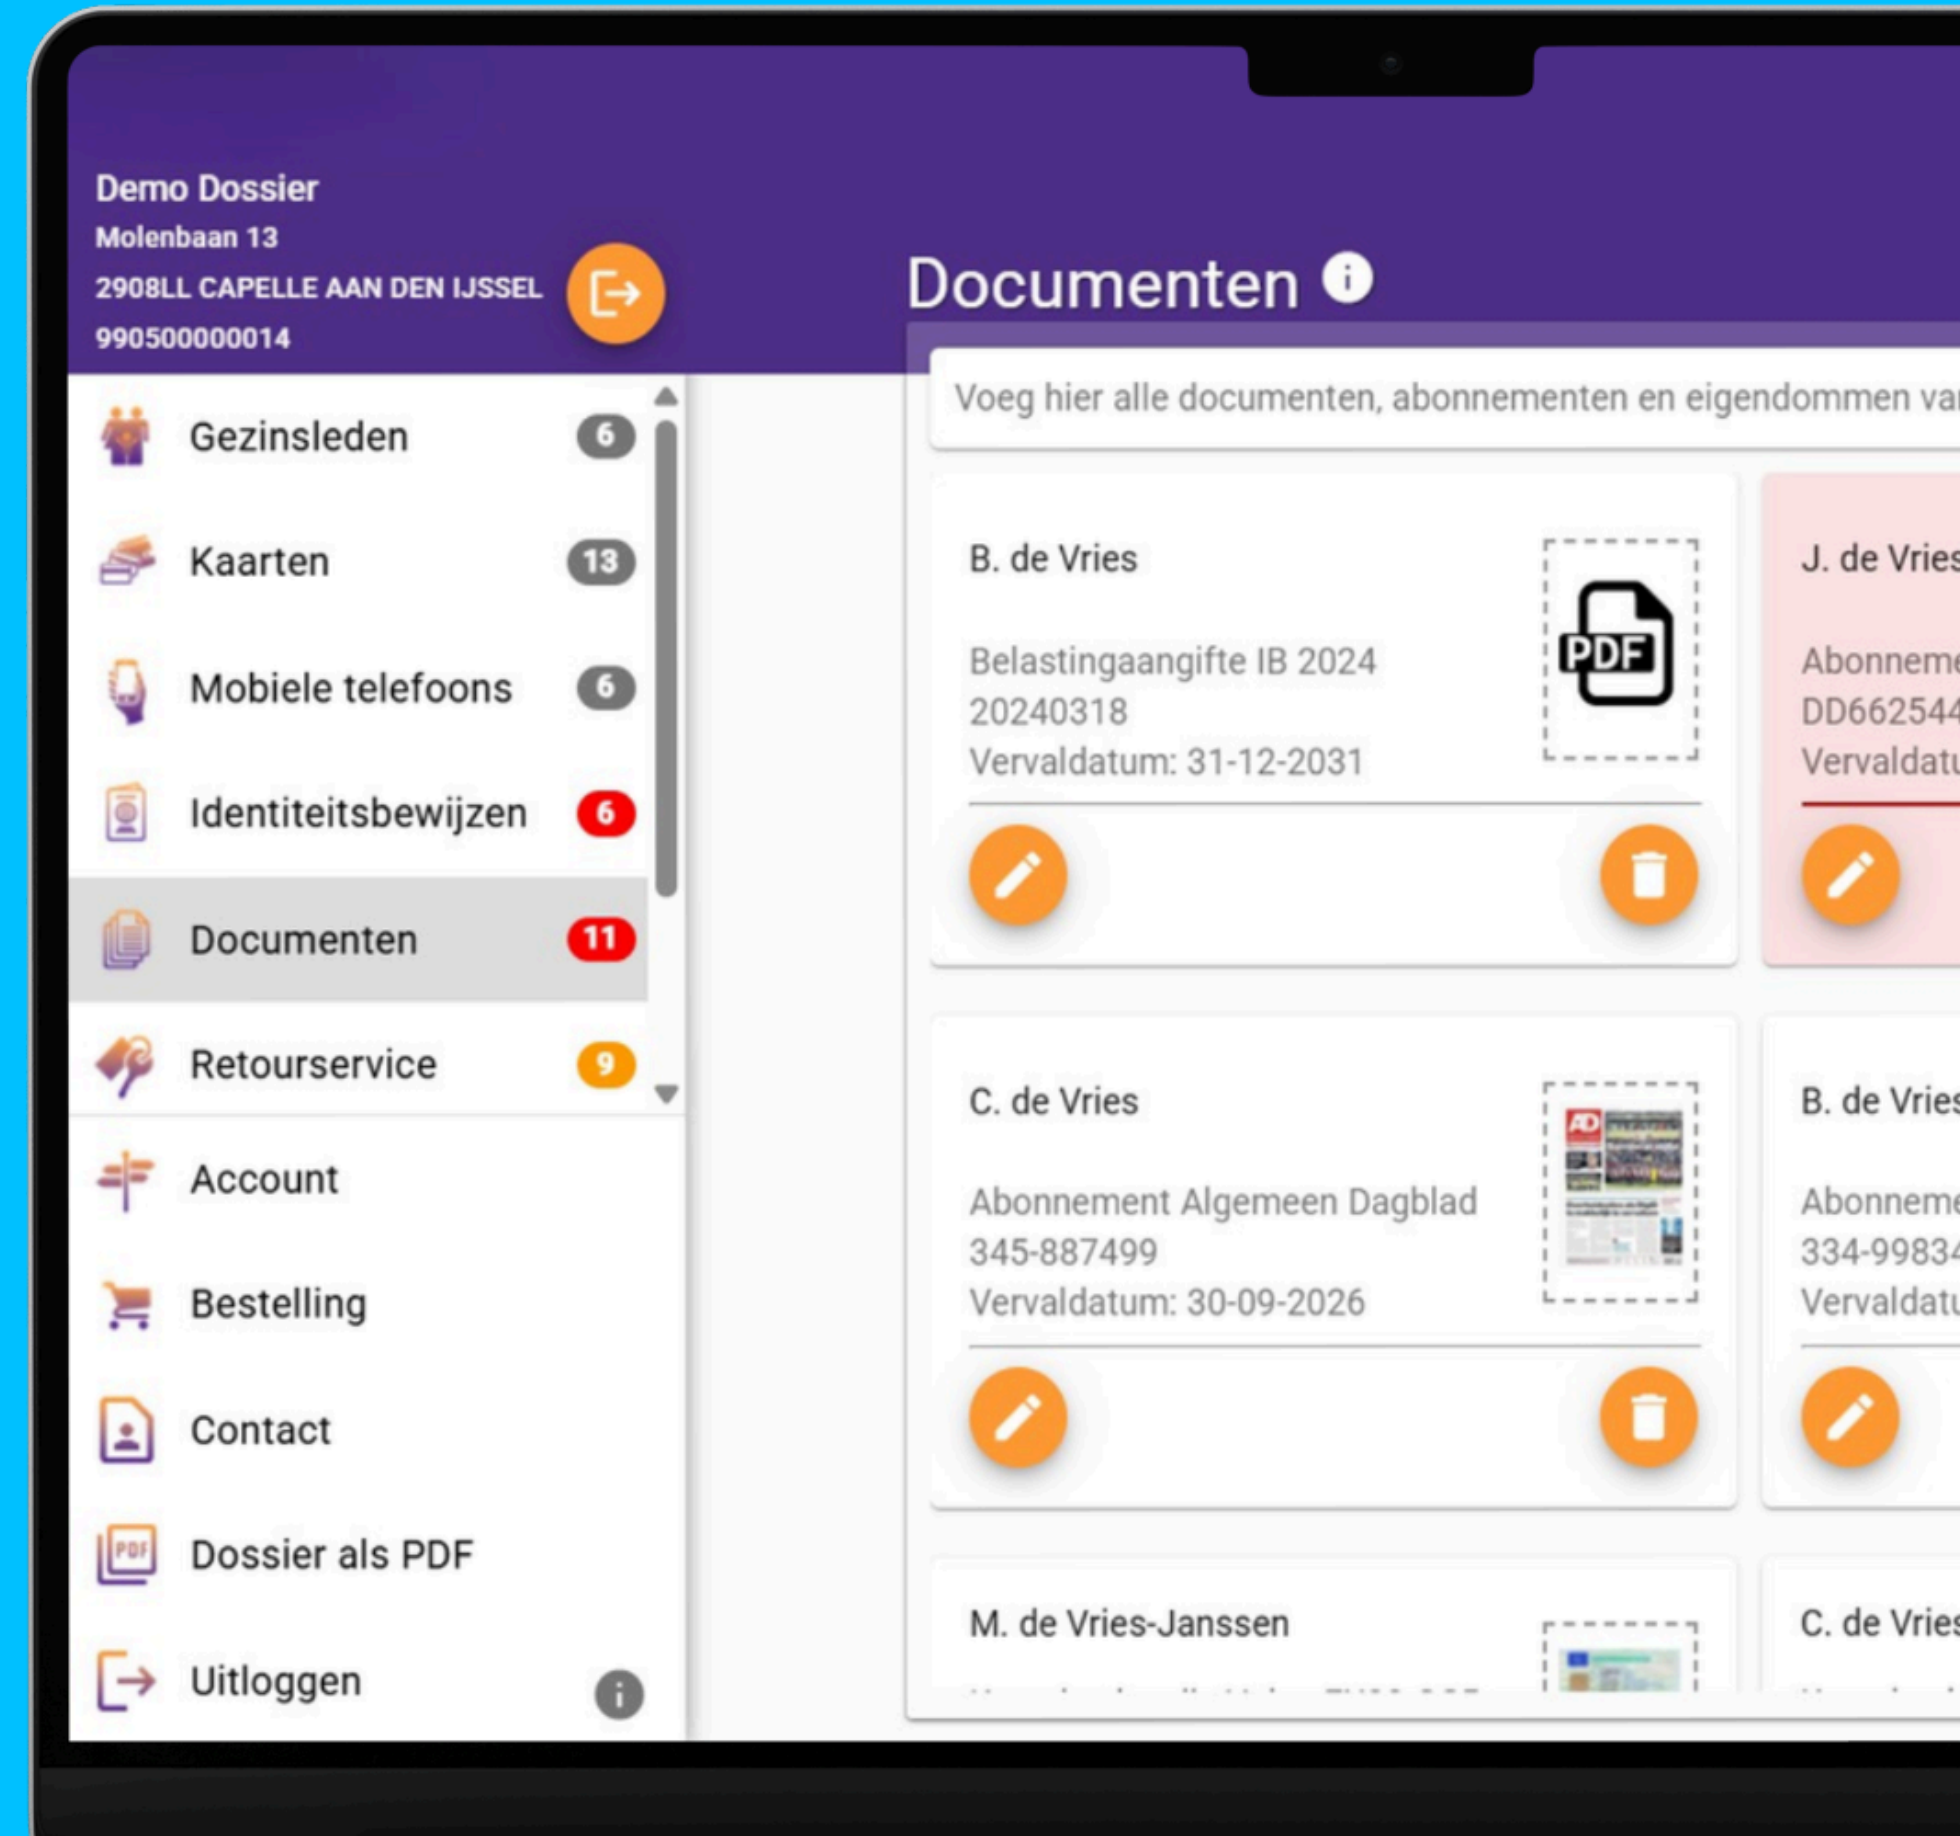 Demo Dossier
Molenbaan 13
2908LL CAPELLE AAN DEN IJSSEL
990500000014
Gezinsleden 6
Kaarten 13
Mobiele telefoons 6
Identiteitsbewijzen 6
Documenten 11
Retourservice 9
Account
Bestelling
Contact
PDF
Dossier als PDF
Uitloggen i
Documenten i
Voeg hier alle documenten, abonnementen en eigendommen
B. de Vries
PDF
Belastingaangifte IB 2024
20240318
Vervaldatum: 31-12-2031
J. de Vries
Abonneme
DD662544
Vervaldatu
C. de Vries
AD
Abonnement Algemeen Dagblad
345-887499
Vervaldatum: 30-09-2026
B. de Vries
Abonneme
334-99834
Vervaldatu
M. de Vries-Janssen
C. de Vries